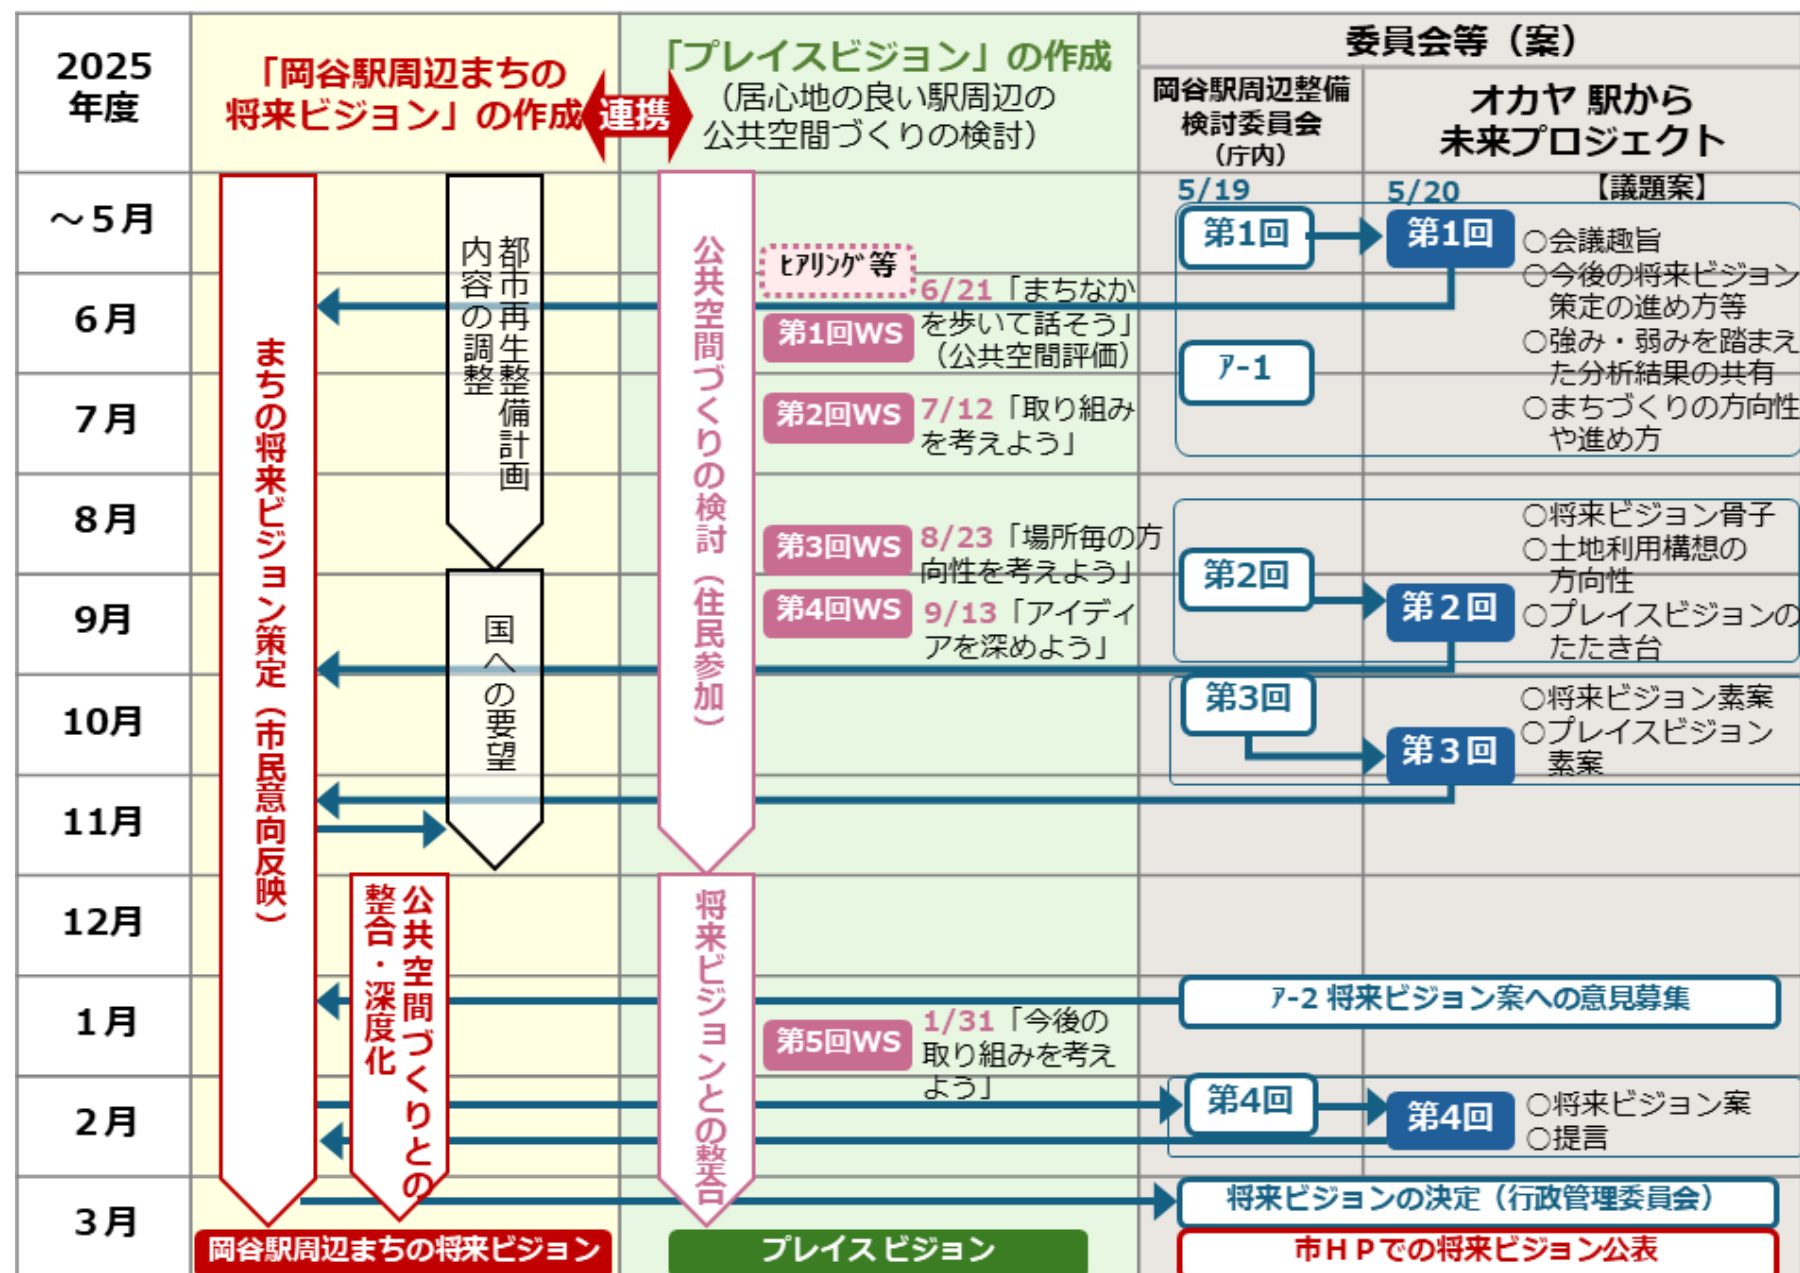 2025
年度
「岡谷駅周辺まちの
将来ビジョン」の作成
連携
「プレイスビジョン」の作成
（居心地の良い駅周辺の
公共空間づくりの検討）
委員会等（案）
岡谷駅周辺整備
検討委員会
（庁内）
オカヤ 駅から
未来プロジェクト
～５月
6月
7月
8月
9月
10月
11月
12月
1月
2月
3月
まちの将来ビジョン策定（市民意向反映）
都市再生整備計画
内容の調整
国への要望
公共空間づくりとの
整合・深度化
公共空間づくりの検討（住民参加）
将来ビジョンとの整合
ﾋｱﾘﾝｸﾞ等
第1回WS
6/21「まちなか
を歩いて話そう」
（公共空間評価）
第2回WS
7/12「取り組み
を考えよう」
第3回WS
8/23「場所毎の方
向性を考えよう」
第4回WS
9/13「アイディ
アを深めよう」
第5回WS
1/31「今後の
取り組みを考え
よう」
5/19
第1回
5/20
第1回
【議題案】
○会議趣旨
○今後の将来ビジョン
策定の進め方等
○強み・弱みを踏まえ
た分析結果の共有
○まちづくりの方向性
や進め方
ｱ-1
第2回
第２回
○将来ビジョン骨子
○土地利用構想の
方向性
○プレイスビジョンの
たたき台
第3回
第３回
○将来ビジョン素案
○プレイスビジョン
素案
ｱ-2 将来ビジョン案への意見募集
第4回
第4回
○将来ビジョン案
○提言
将来ビジョンの決定（行政管理委員会）
岡谷駅周辺まちの将来ビジョン
プレイスビジョン
市ＨＰでの将来ビジョン公表